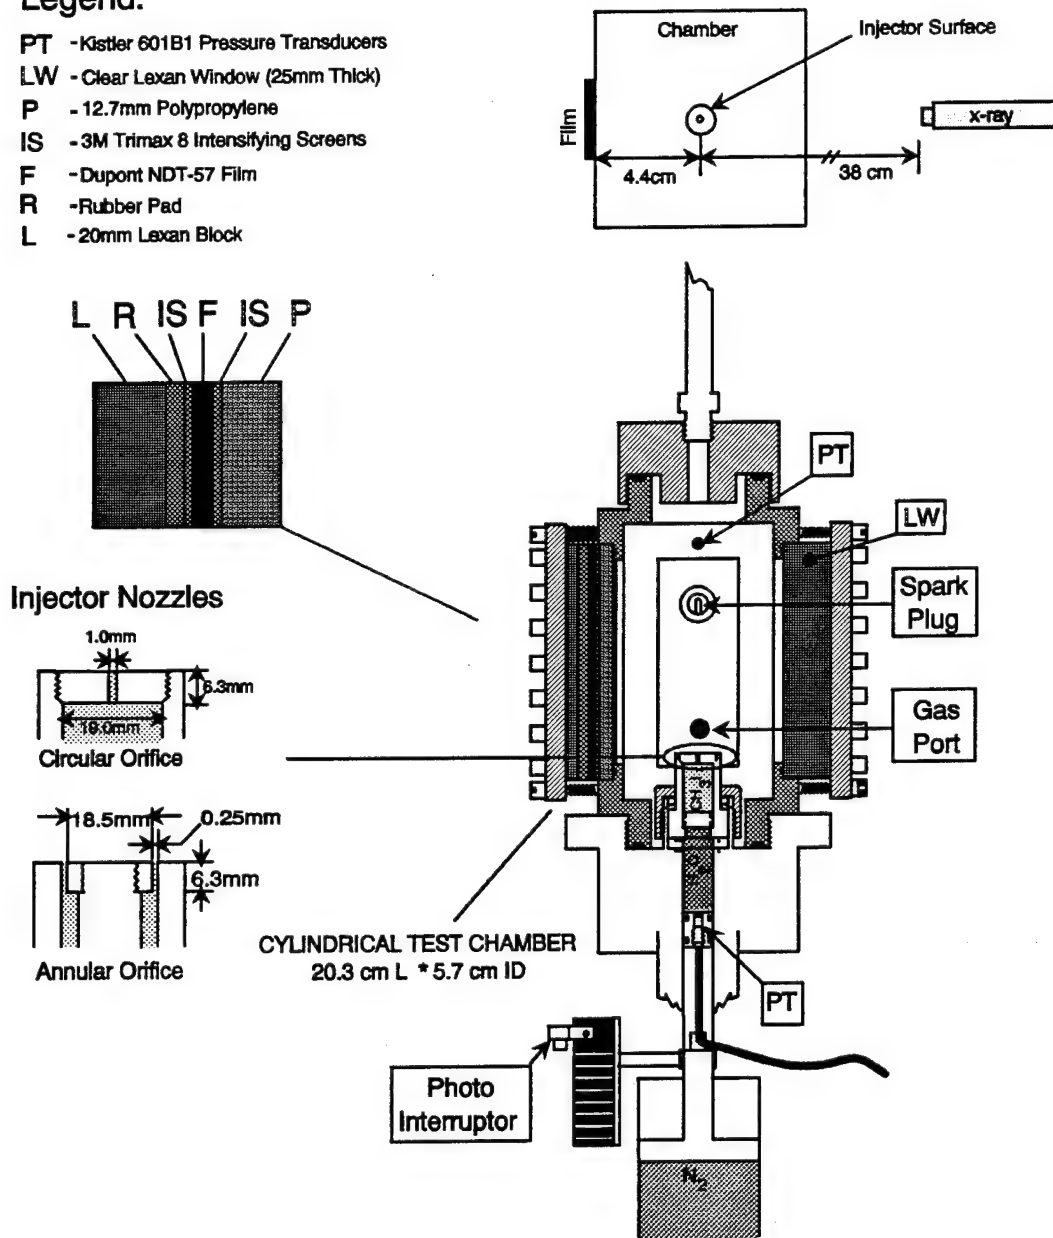 Legend:
PT -Kistler 601B1 Pressure Transducers
LW - Clear Lexan Window (25mm Thick)
P - 12.7mm Polypropylene
IS - 3M Trimax 8 Intensifying Screens
F -Dupont NDT-57 Film
R -Rubber Pad
L - 20mm Lexan Block
Chamber
Injector Surface
Film
x-ray
4.4cm
38 cm
L R IS F IS P
PT
LW
Spark
Plug
Gas
Port
Injector Nozzles
1.0mm
6.3mm
19.0mm
Circular Orifice
18.5mm
0.25mm
6.3mm
Annular Orifice
CYLINDRICAL TEST CHAMBER
20.3 cm L * 5.7 cm ID
PT
Photo
Interruptor
N2